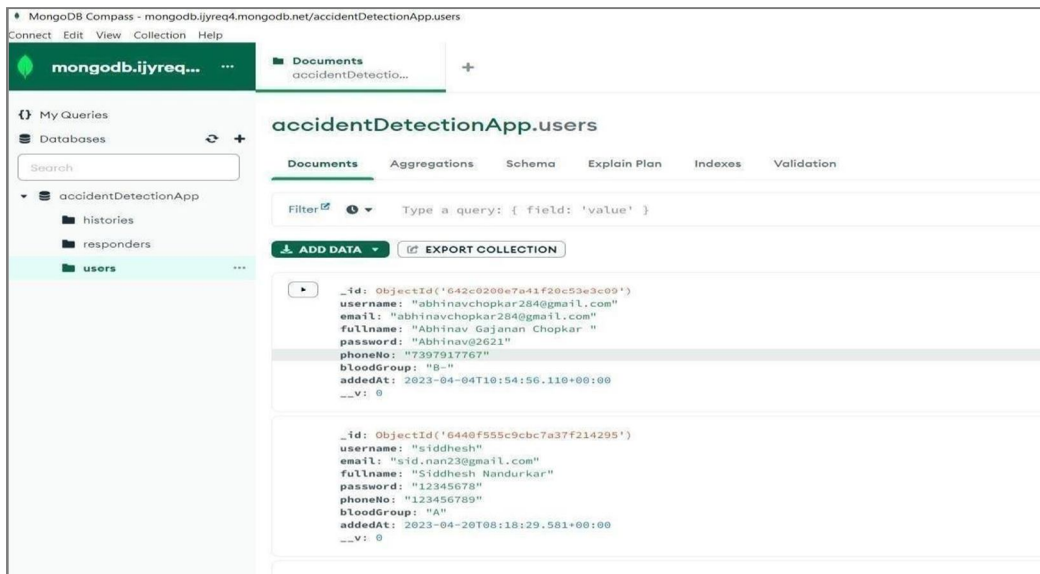 MongoDB Compass - mongodb.ijyreq4.mongodb.net/accidentDetectionApp.users
Connect Edit View Collection Help
mongodb.ijyreq... ...
Documents
accidentDetectio...
+
{} My Queries
Databases
+
Search
accidentDetectionApp
histories
responders
users ...
accidentDetectionApp.users
Documents Aggregations Schema Explain Plan Indexes Validation
Filter Type a query: { field: 'value' }
ADD DATA EXPORT COLLECTION
_id: ObjectId('642c0200e7a41f20c53e3c09')
username: "abhinavchopkar284@gmail.com"
email: "abhinavchopkar284@gmail.com"
fullname: "Abhinav Gajanan Chopkar "
password: "Abhinav@2621"
phoneNo: "7397917767"
bloodGroup: "B-"
addedAt: 2023-04-04T10:54:56.110+00:00
__v: 0
_id: ObjectId('6440f555c9cbc7a37f214295')
username: "siddhesh"
email: "sid.nan23@gmail.com"
fullname: "Siddhesh Nandurkar"
password: "12345678"
phoneNo: "123456789"
bloodGroup: "A"
addedAt: 2023-04-20T08:18:29.581+00:00
__v: 0